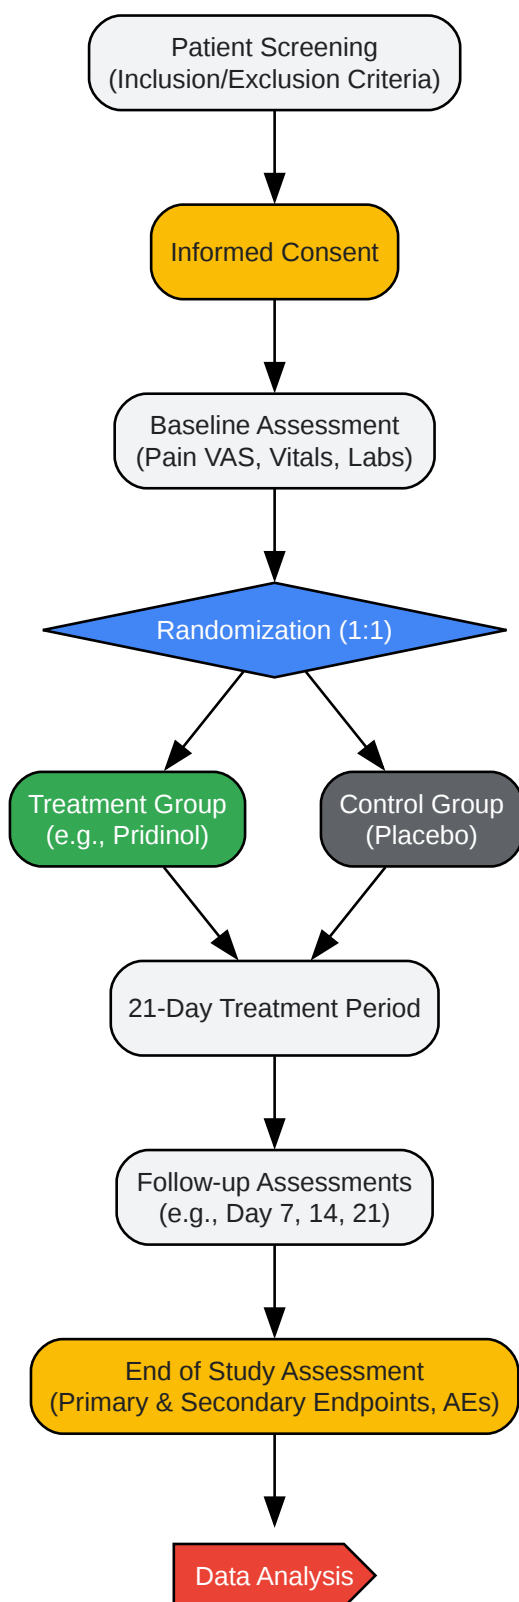 Patient Screening
(Inclusion/Exclusion Criteria)
Informed Consent
Baseline Assessment
(Pain VAS, Vitals, Labs)
Randomization (1:1)
Treatment Group
(e.g., Pridinol)
Control Group
(Placebo)
21-Day Treatment Period
Follow-up Assessments
(e.g., Day 7, 14, 21)
End of Study Assessment
(Primary & Secondary Endpoints, AEs)
Data Analysis